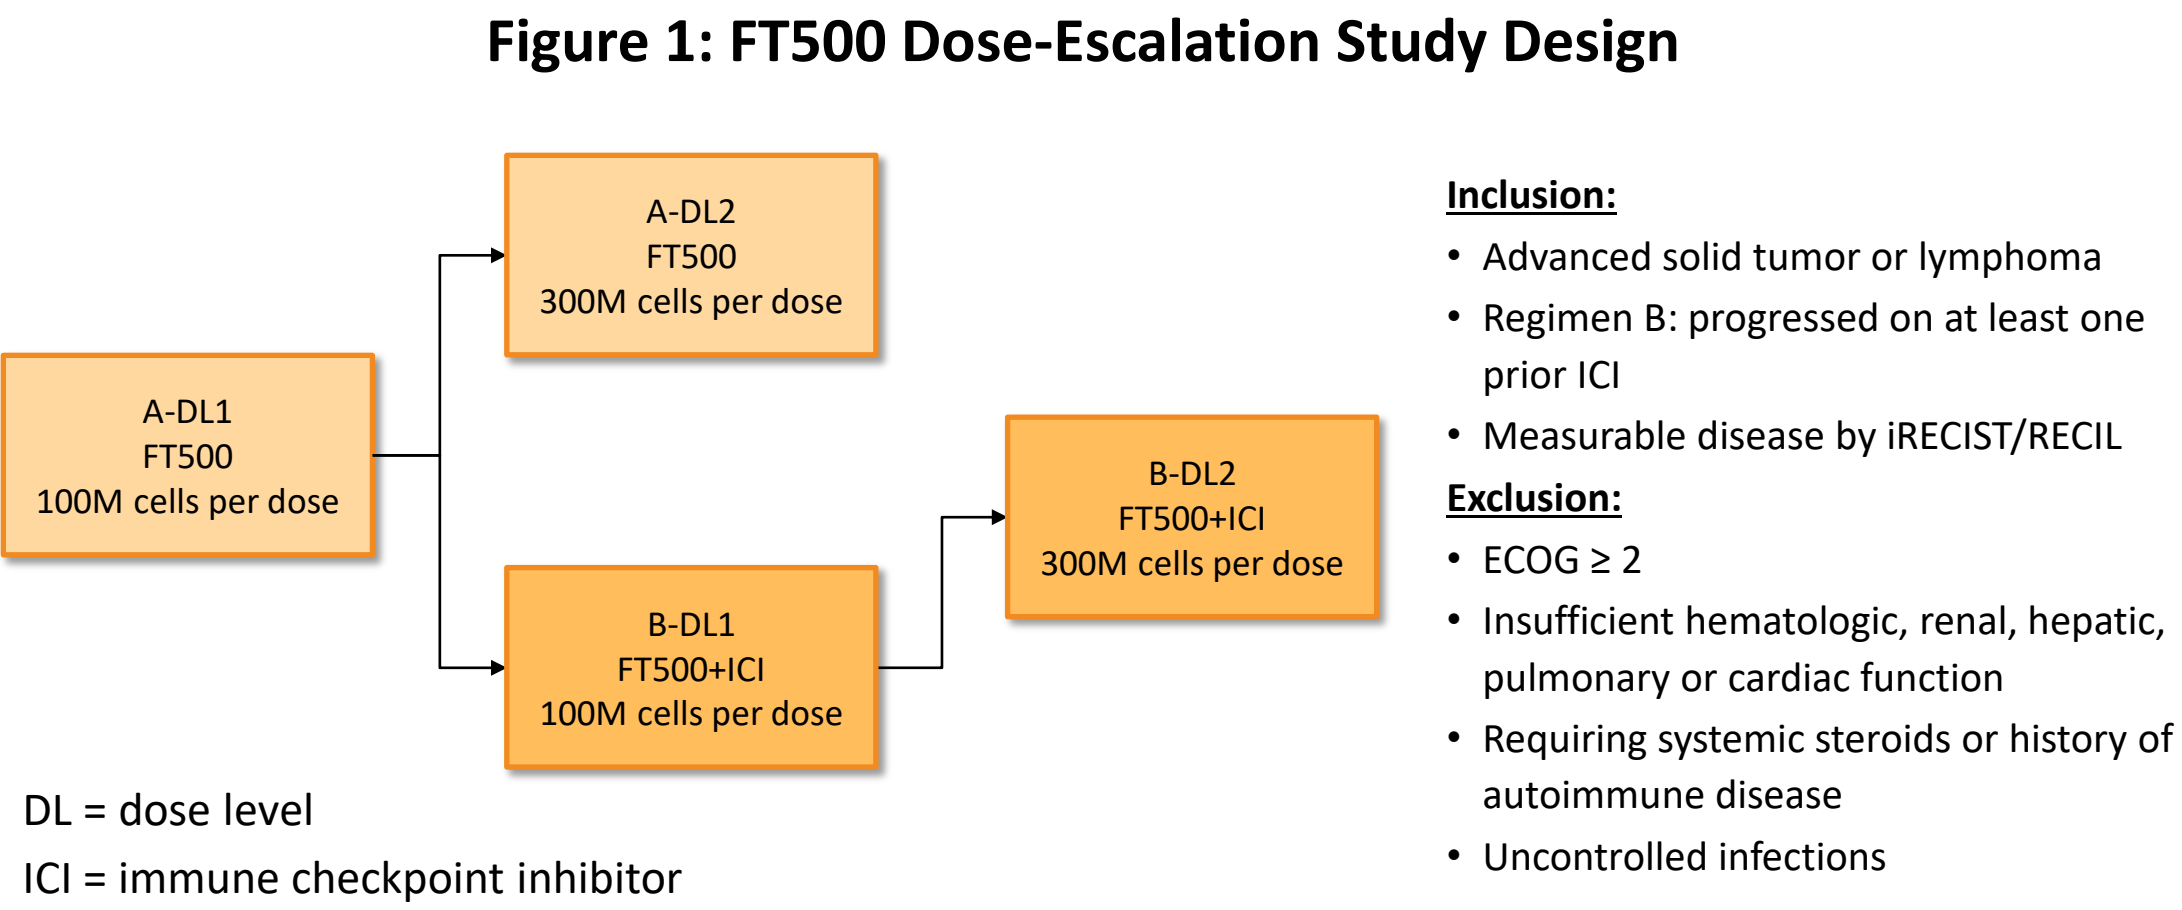 Figure 1: FT500 Dose-Escalation Study Design
A-DL1
FT500
100M cells per dose
A-DL2
FT500
300M cells per dose
B-DL1
FT500+ICI
100M cells per dose
B-DL2
FT500+ICI
300M cells per dose
DL = dose level
ICI = immune checkpoint inhibitor
Inclusion:
• Advanced solid tumor or lymphoma
• Regimen B: progressed on at least one
prior ICI
• Measurable disease by iRECIST/RECIL
Exclusion:
• ECOG ≥ 2
• Insufficient hematologic, renal, hepatic,
pulmonary or cardiac function
• Requiring systemic steroids or history of
autoimmune disease
• Uncontrolled infections